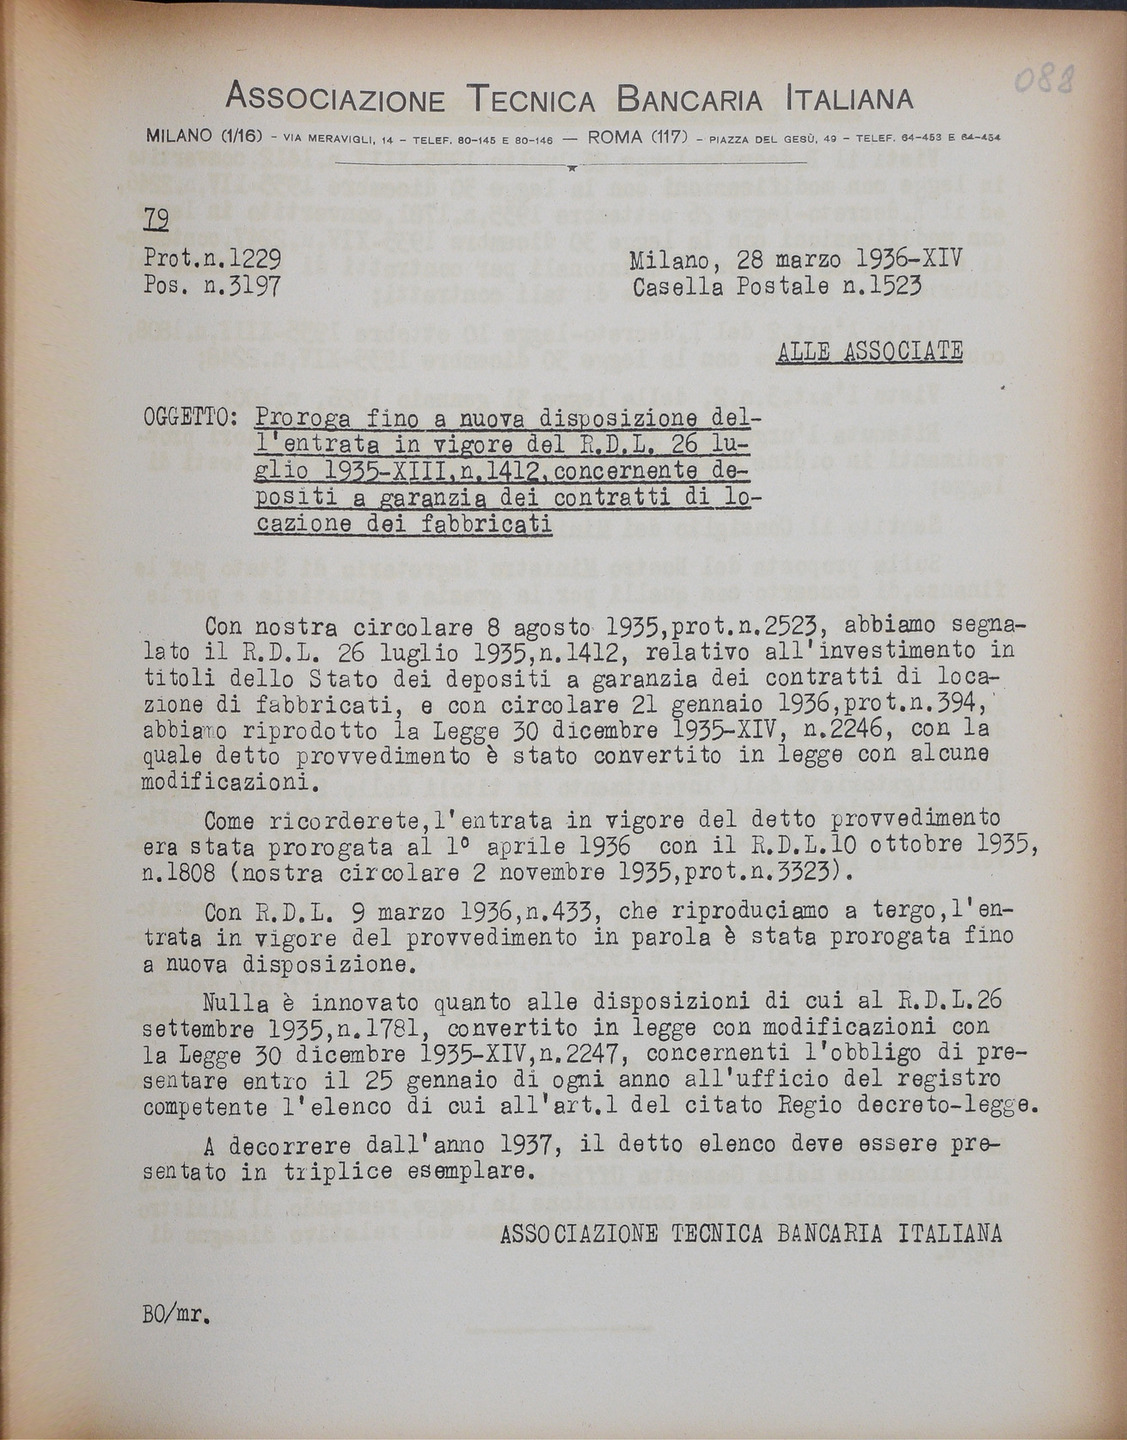 088
ASSOCIAZIONE TECNICA BANCARIA ITALIANA
MILANO (1/16) - VIA MERAVIGLI, 14 - TELEF. 80-145 E 80-146 — ROMA (117) - PIAZZA DEL GESÙ, 49 - TELEF. 64-453 E 64-454
79
Prot.n.1229
Pos. n.3197
Milano, 28 marzo 1936-XIV
Casella Postale n.1523
ALLE ASSOCIATE
OGGETTO: Proroga fino a nuova disposizione del-
l'entrata in vigore del R.D.L. 26 lu-
glio 1935-XIII,n.1412,concernente de-
positi a garanzia dei contratti di lo-
cazione dei fabbricati
Con nostra circolare 8 agosto 1935,prot.n.2523, abbiamo segna-
lato il R.D.L. 26 luglio 1935,n.1412, relativo all'investimento in
titoli dello Stato dei depositi a garanzia dei contratti di loca-
zione di fabbricati, e con circolare 21 gennaio 1936,prot.n.394,
abbiamo riprodotto la Legge 30 dicembre 1935-XIV, n.2246, con la
quale detto provvedimento è stato convertito in legge con alcune
modificazioni.
Come ricorderete,l'entrata in vigore del detto provvedimento
era stata prorogata al 1º aprile 1936 con il R.D.L.10 ottobre 1935,
n.1808 (nostra circolare 2 novembre 1935,prot.n.3323).
Con R.D.L. 9 marzo 1936,n.433, che riproduciamo a tergo,l'en-
trata in vigore del provvedimento in parola è stata prorogata fino
a nuova disposizione.
Nulla è innovato quanto alle disposizioni di cui al R.D.L.26
settembre 1935,n.1781, convertito in legge con modificazioni con
la Legge 30 dicembre 1935-XIV,n.2247, concernenti l'obbligo di pre-
sentare entro il 25 gennaio di ogni anno all'ufficio del registro
competente l'elenco di cui all'art.1 del citato Regio decreto-legge.
A decorrere dall'anno 1937, il detto elenco deve essere pre-
sentato in triplice esemplare.
ASSOCIAZIONE TECNICA BANCARIA ITALIANA
BO/mr.